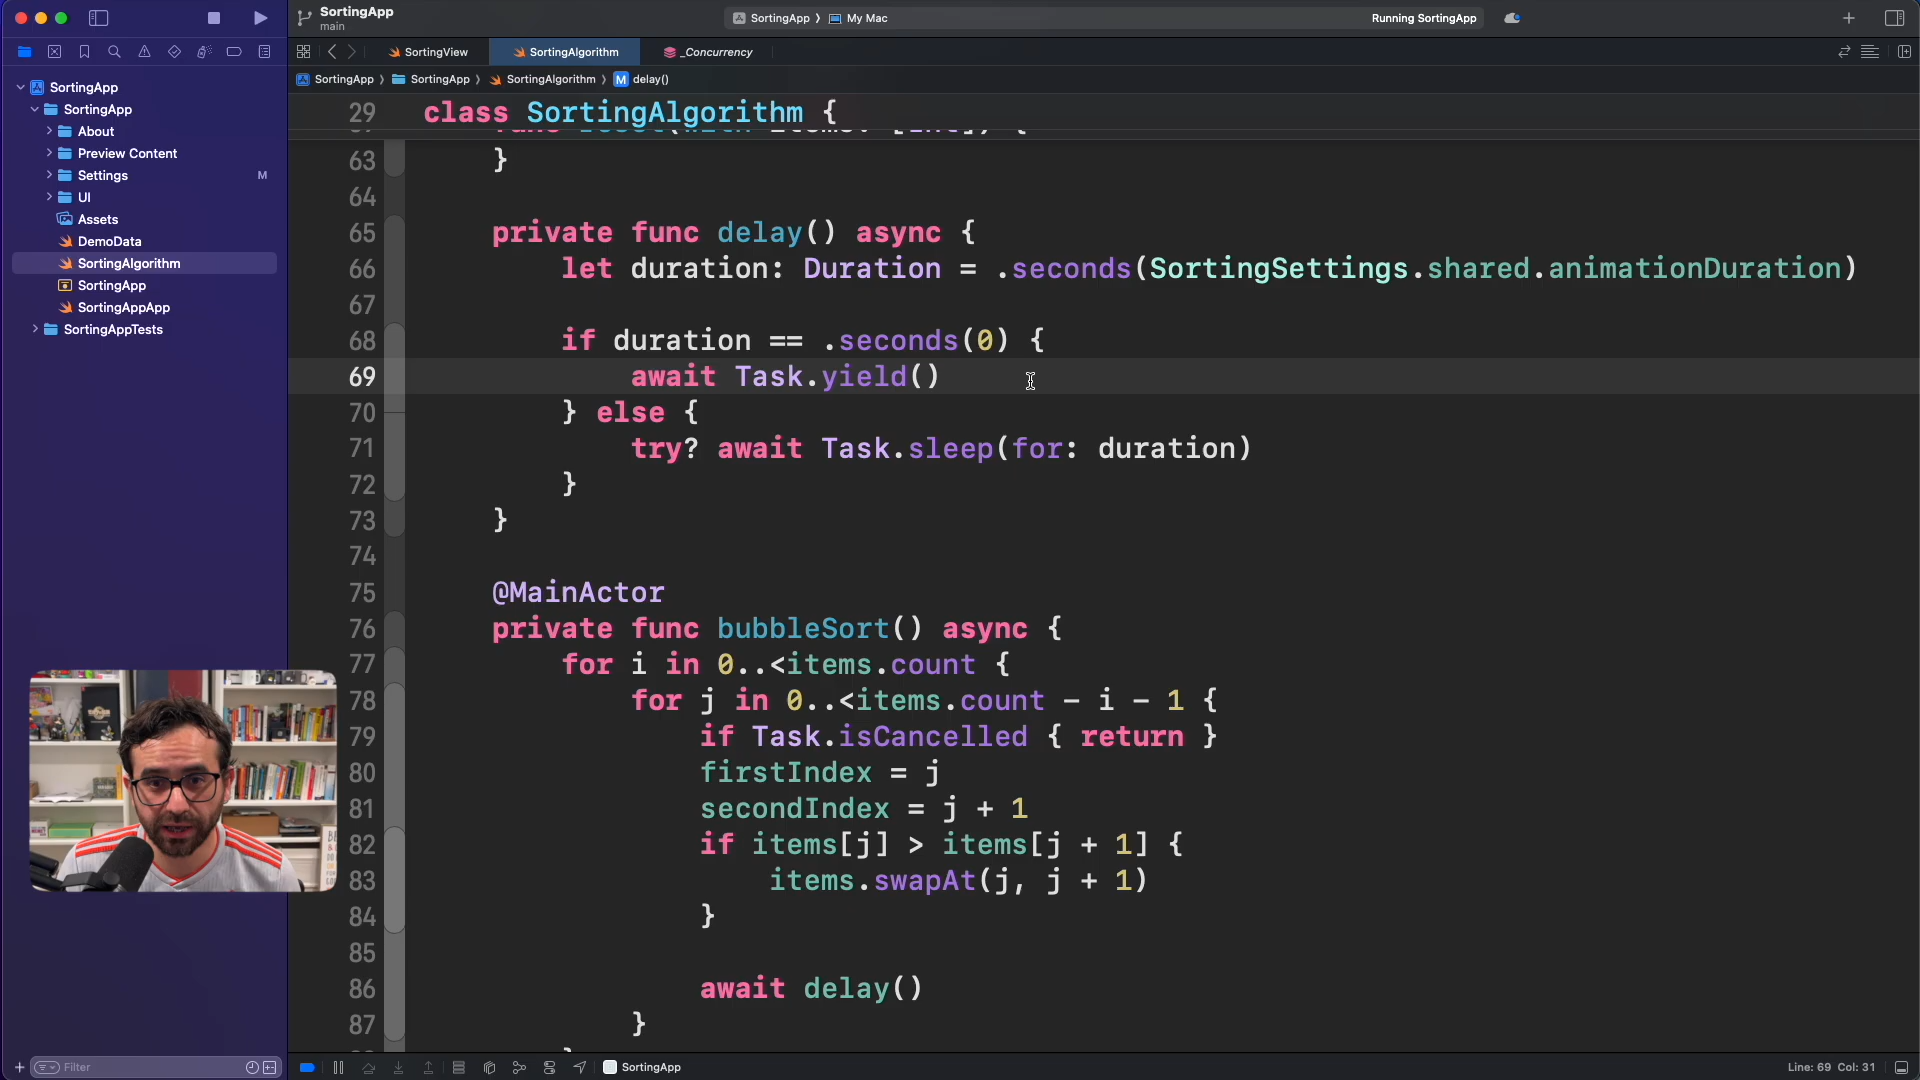 SortingApp
main
SortingApp 〉 My Mac
Running SortingApp
SortingView
SortingAlgorithm
_Concurrency
SortingApp 〉 SortingApp 〉 SortingAlgorithm 〉 M delay()
SortingApp
SortingApp
About
Preview Content
Settings M
UI
Assets
DemoData
SortingAlgorithm
SortingApp
SortingAppApp
SortingAppTests
29 class SortingAlgorithm {
63 }
64
65 private func delay() async {
66 let duration: Duration = .seconds(SortingSettings.shared.animationDuration)
67
68 if duration == .seconds(0) {
69 await Task.yield()
70 } else {
71 try? await Task.sleep(for: duration)
72 }
73 }
74
75 @MainActor
76 private func bubbleSort() async {
77 for i in 0..<items.count {
78 for j in 0..<items.count - i - 1 {
79 if Task.isCancelled { return }
80 firstIndex = j
81 secondIndex = j + 1
82 if items[j] > items[j + 1] {
83 items.swapAt(j, j + 1)
84 }
85
86 await delay()
87 }
Filter
SortingApp
Line: 69 Col: 31